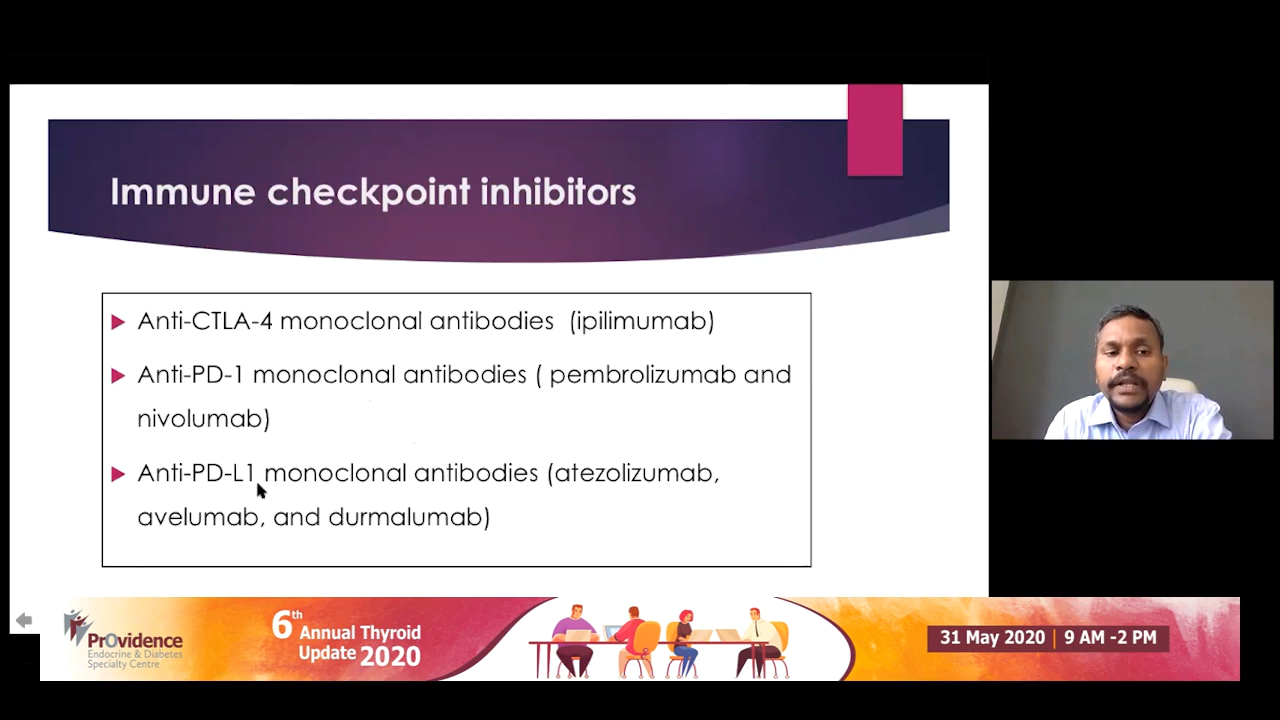 Immune checkpoint inhibitors
Anti-CTLA-4 monoclonal antibodies (ipilimumab)
Anti-PD-1 monoclonal antibodies ( pembrolizumab and
nivolumab)
Anti-PD-L1 monoclonal antibodies (atezolizumab,
avelumab, and durmalumab)
PrOvidence
Endocrine & Diabetes
Specialty Centre
6th Annual Thyroid
Update 2020
31 May 2020 | 9 AM -2 PM